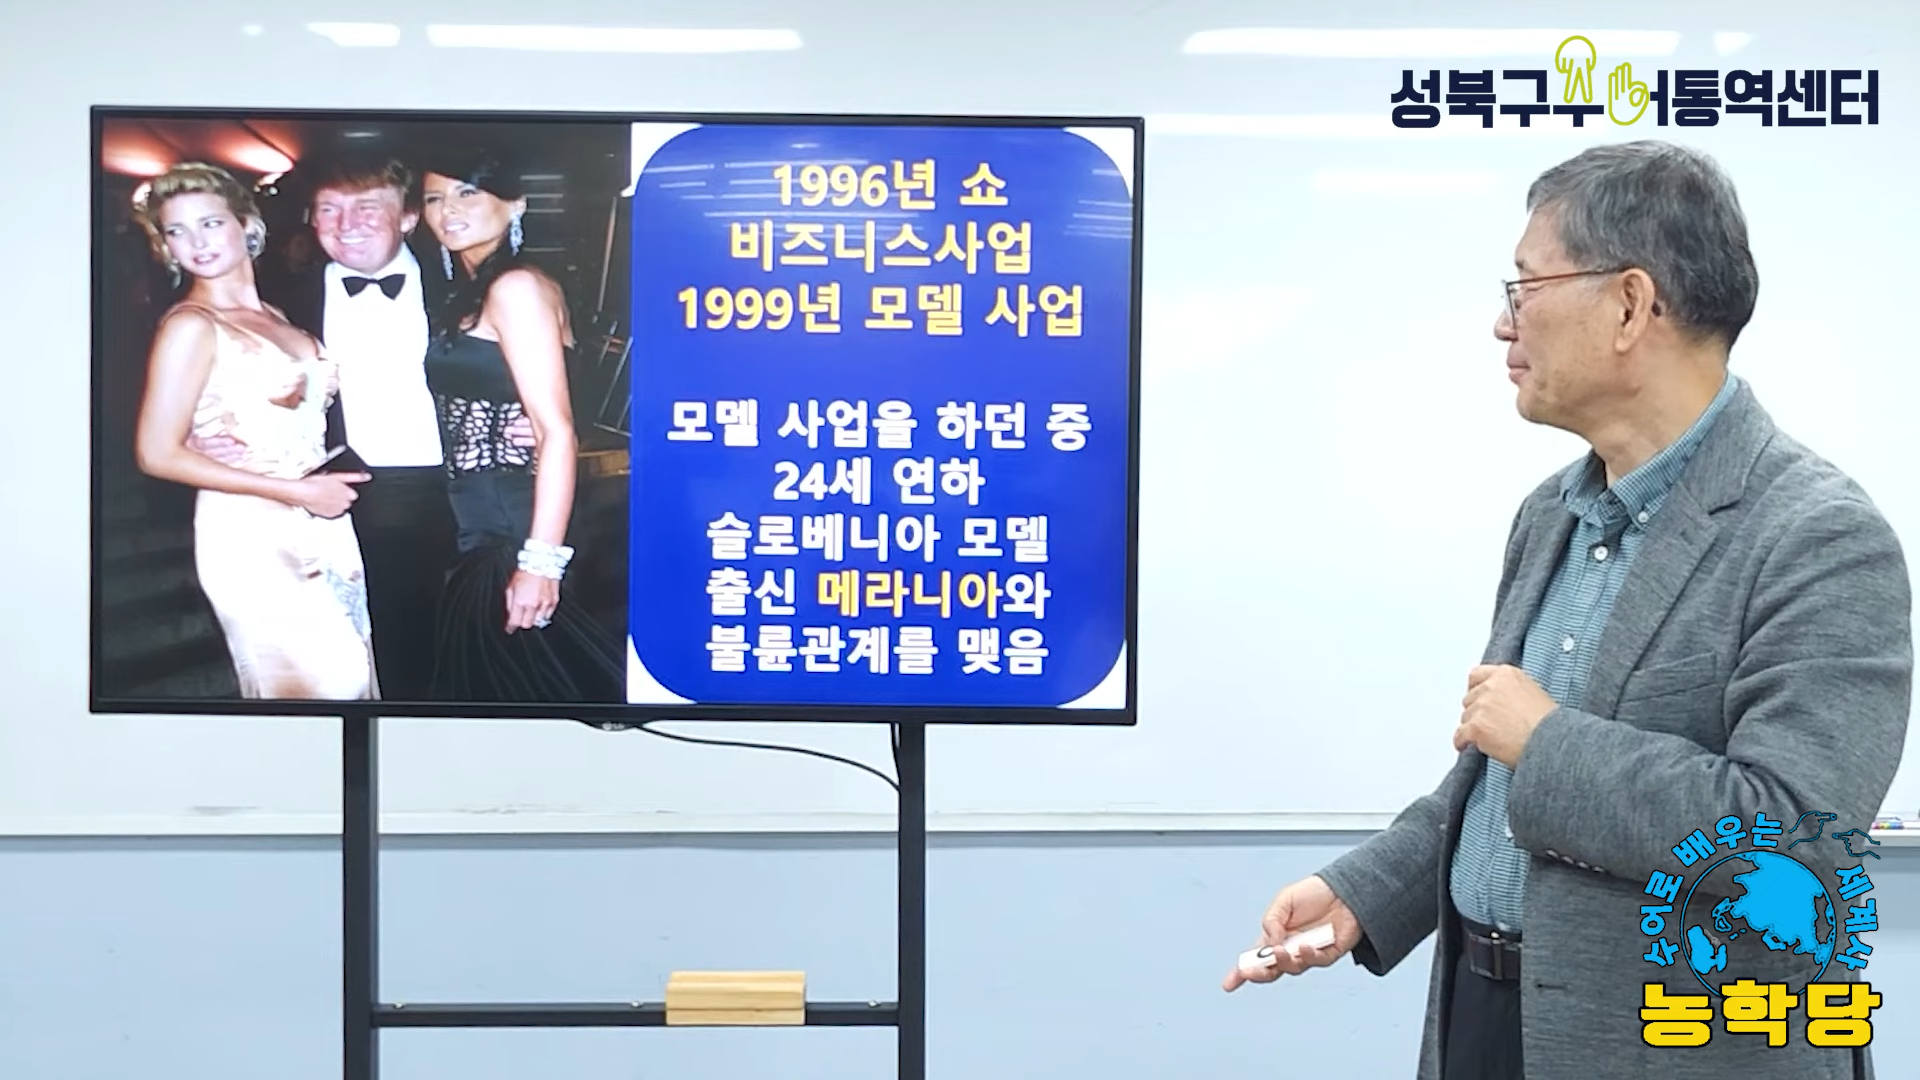 성북구수어통역센터
1996년 쇼
비즈니스사업
1999년 모델 사업
모델 사업을 하던 중
24세 연하
슬로베니아 모델
출신 메라니아와
불륜관계를 맺음
LG
수어로 배우는 세계사
농학당